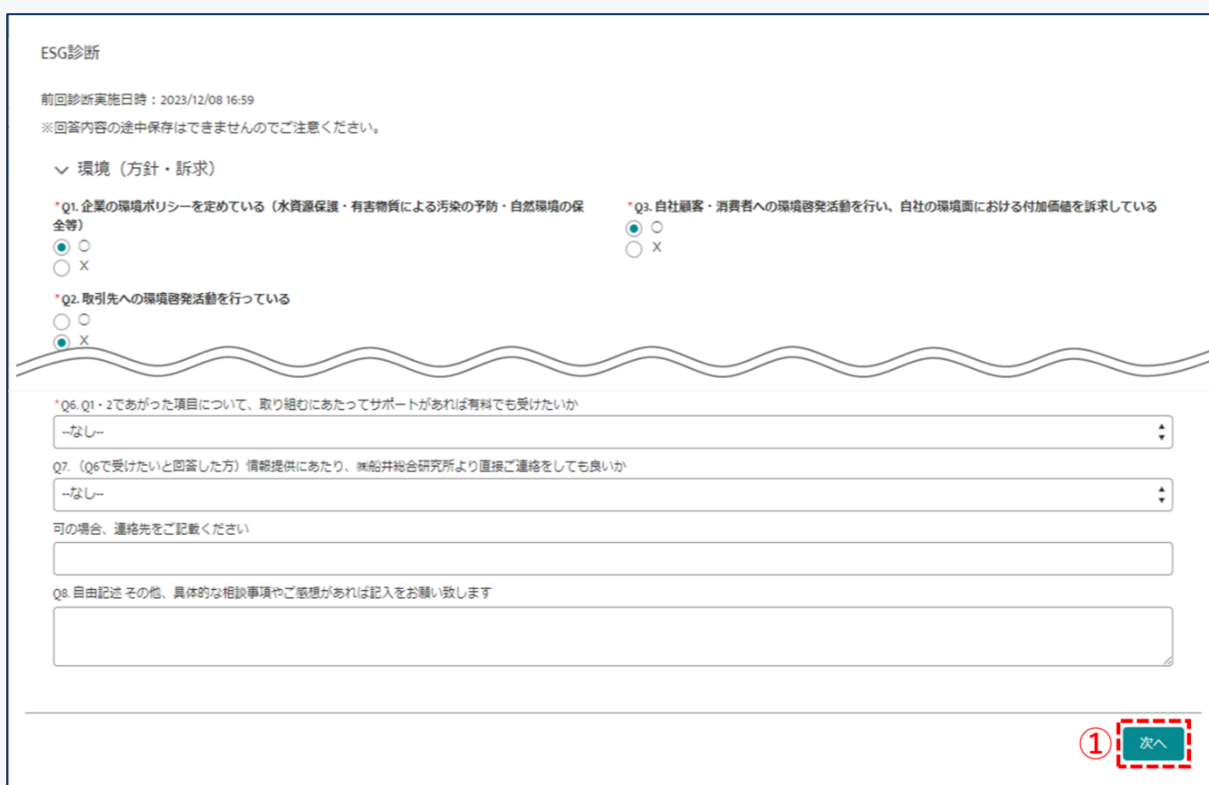 ESG診断
前回診断実施日時：2023/12/08 16:59
※回答内容の途中保存はできませんのでご注意ください。
環境（方針・訴求）
*Q1. 企業の環境ポリシーを定めている（水資源保護・有害物質による汚染の予防・自然環境の保
全等）
○
X
*Q2. 取引先への環境啓発活動を行っている
○
X
*Q3. 自社顧客・消費者への環境啓発活動を行い、自社の環境面における付加価値を訴求している
○
X
*Q6. Q1・2であがった項目について、取り組むにあたってサポートがあれば有料でも受けたいか
--なし--
Q7.（Q6で受けたいと回答した方）情報提供にあたり、㈱船井総合研究所より直接ご連絡をしても良いか
--なし--
可の場合、連絡先をご記載ください
Q8. 自由記述 その他、具体的な相談事項やご感想があれば記入をお願い致します
① 次へ